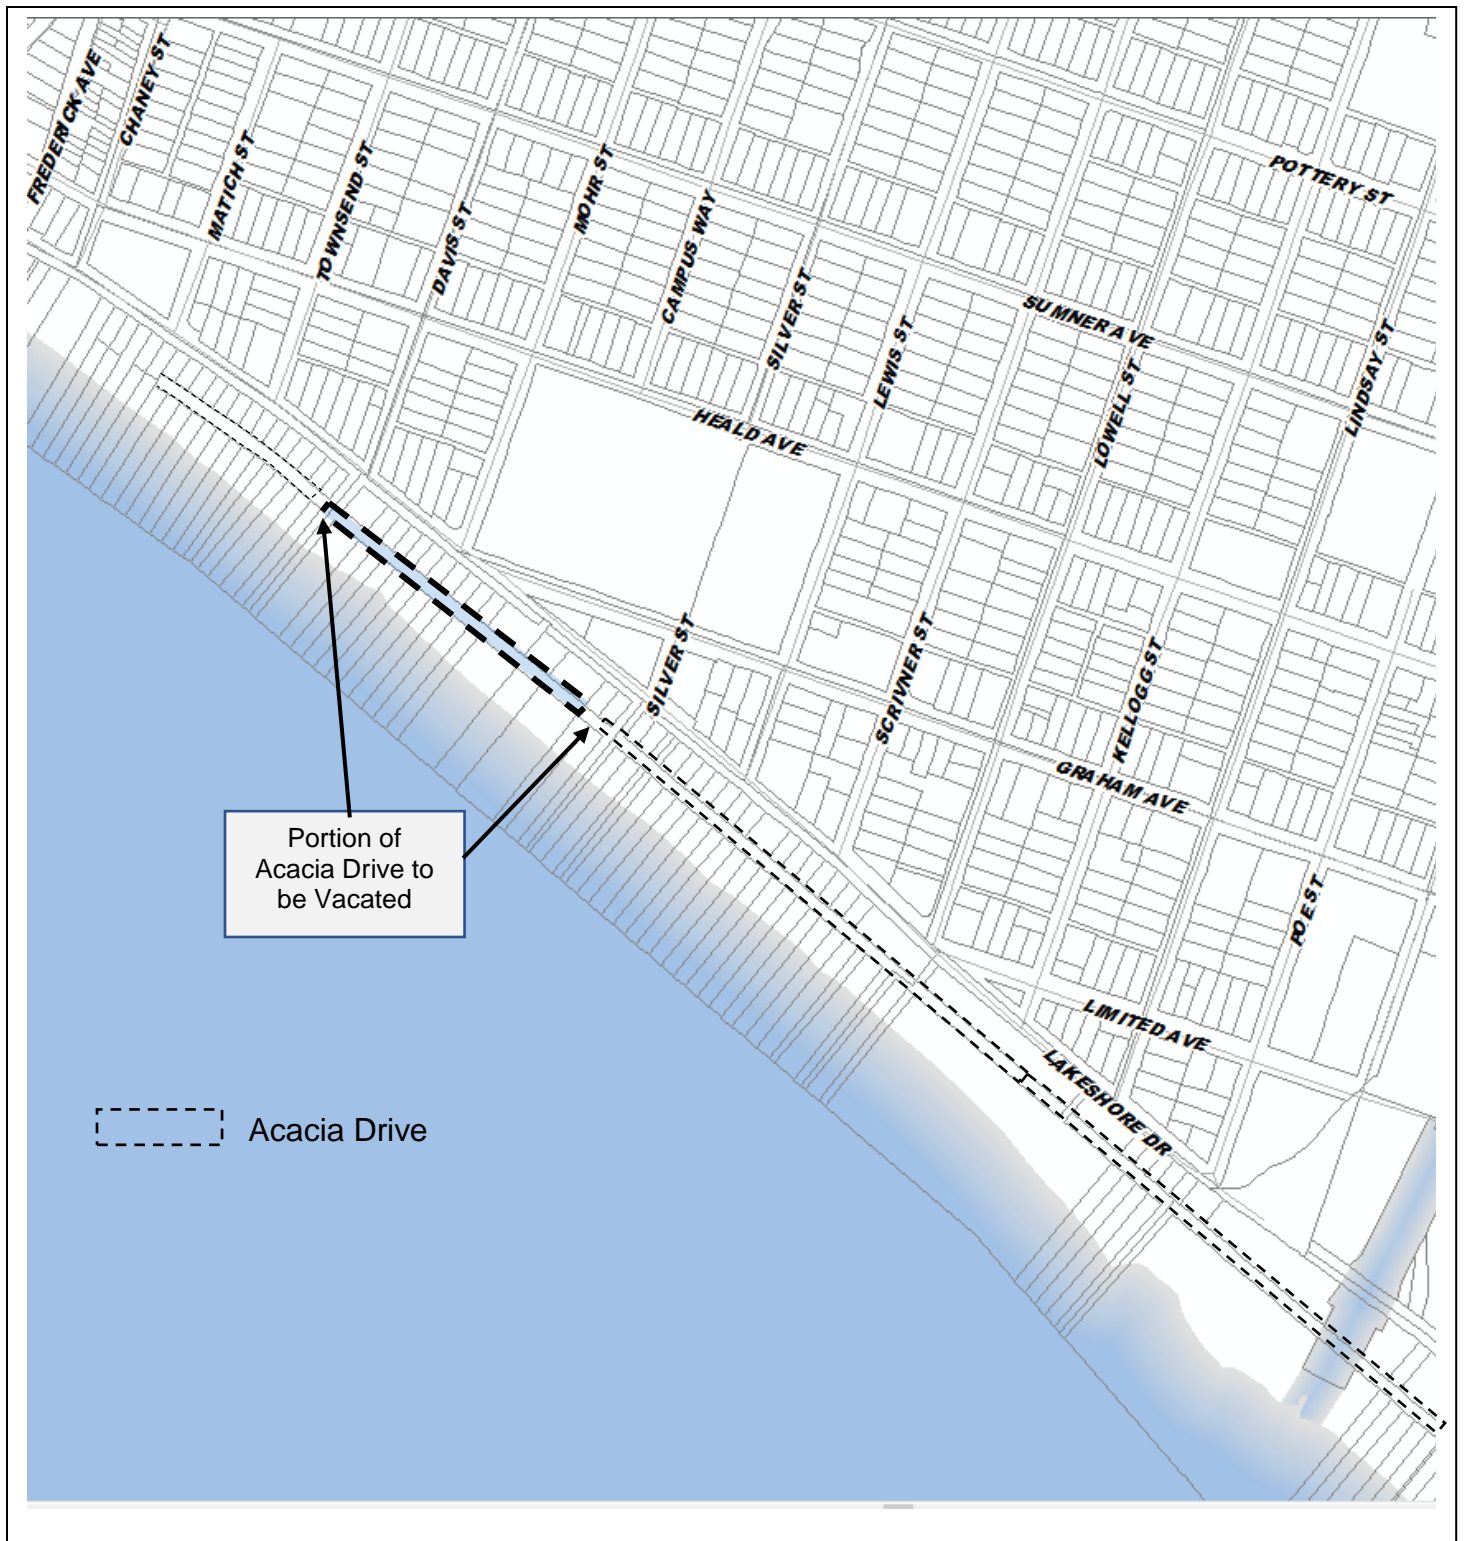 FREDERICK AVE
CHANEY ST
MATICH ST
TOWNSEND ST
DAVIS ST
MOHR ST
CAMPUS WAY
SILVER ST
LEWIS ST
POTTERY ST
SUMNER AVE
LOWELL ST
LINDSAY ST
HEALD AVE
SILVER ST
SCRIVNER ST
KELLOGG ST
GRAHAM AVE
POE ST
LIMITED AVE
LAKESHORE DR
Portion of
Acacia Drive to
be Vacated
Acacia Drive